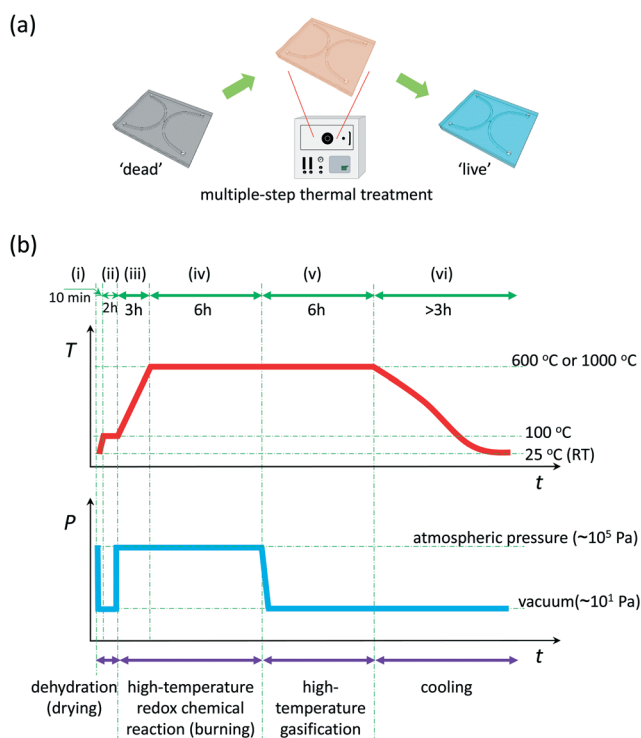 (a)
'dead'
'live'
multiple-step thermal treatment
(b)
(i) (ii) (iii) (iv) (v) (vi)
10 min 2h 3h 6h 6h >3h
T
600 °C or 1000 °C
100 °C
25 °C (RT)
t
P
atmospheric pressure (~10⁵ Pa)
vacuum(~10¹ Pa)
t
dehydration
(drying)
high-temperature
redox chemical
reaction (burning)
high-
temperature
gasification
cooling